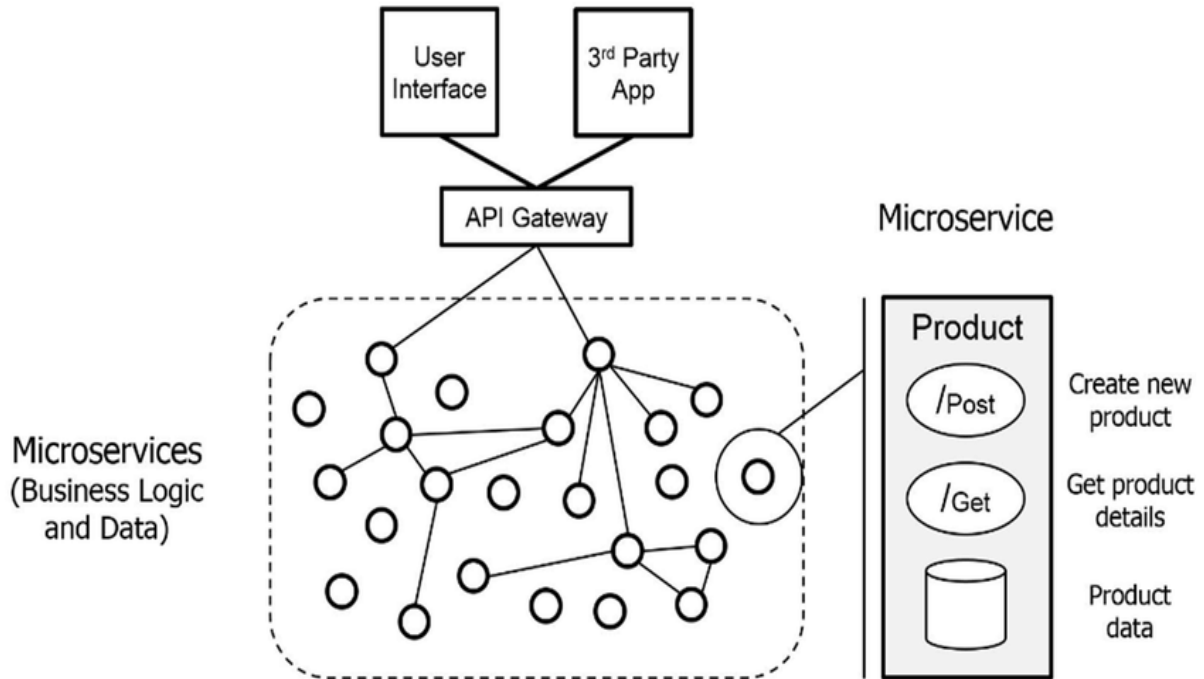 User
Interface
3rd Party
App
API Gateway
Microservice
Microservices
(Business Logic
and Data)
Product
/Post
Create new
product
/Get
Get product
details
Product
data